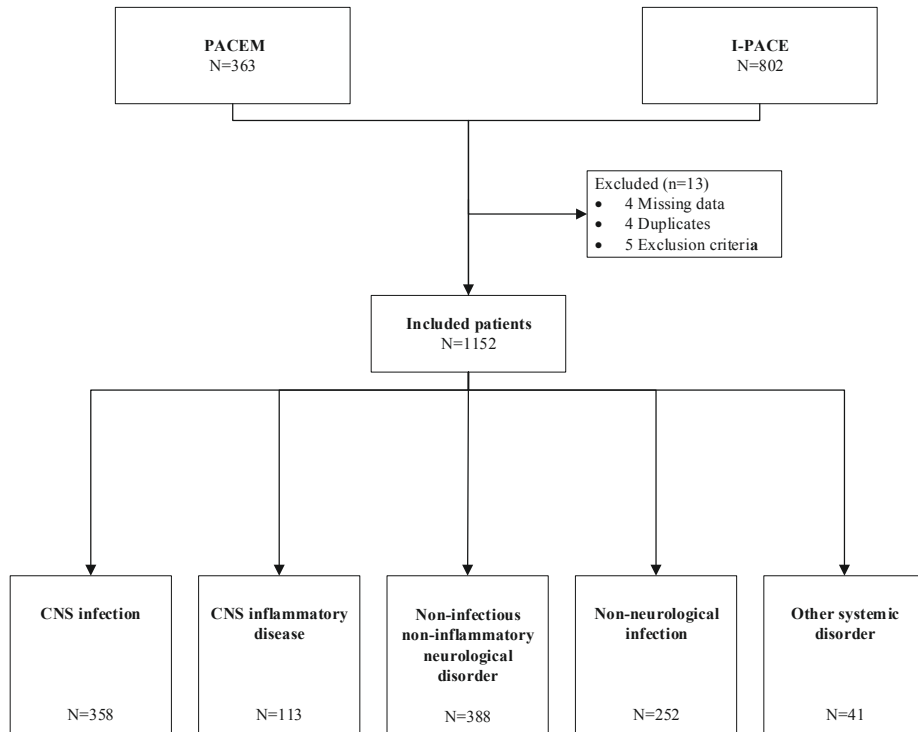 PACEM
N=363
I-PACE
N=802
Excluded (n=13)
• 4 Missing data
• 4 Duplicates
• 5 Exclusion criteria
Included patients
N=1152
CNS infection
N=358
CNS inflammatory
disease
N=113
Non-infectious
non-inflammatory
neurological
disorder
N=388
Non-neurological
infection
N=252
Other systemic
disorder
N=41